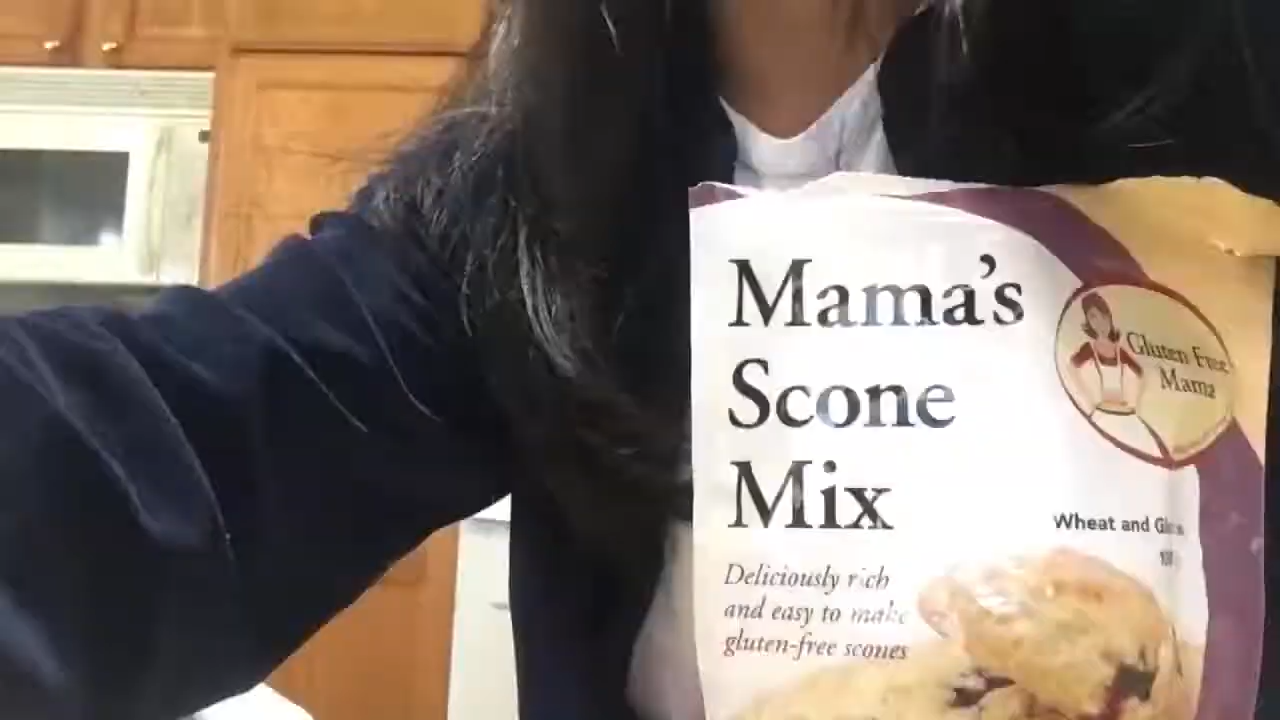 Mama's
Scone
Mix
Gluten Free
Mama
Wheat and
Deliciously rich
and easy to make
gluten-free scones